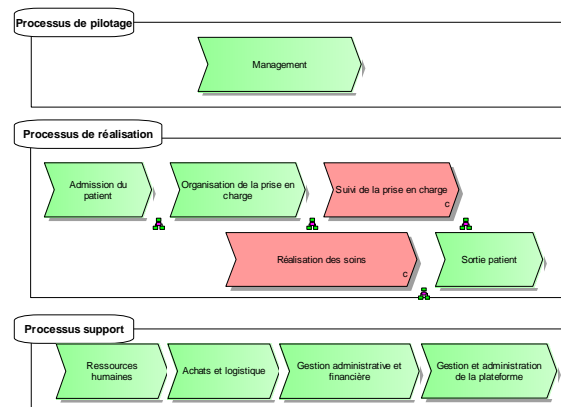 Processus de pilotage
Management
Processus de réalisation
Admission du
patient
Organisation de la prise en
charge
Suivi de la prise en charge
c
Réalisation des soins
c
Sortie patient
Processus support
Ressources
humaines
Achats et logistique
Gestion administrative et
financière
Gestion et administration
de la plateforme